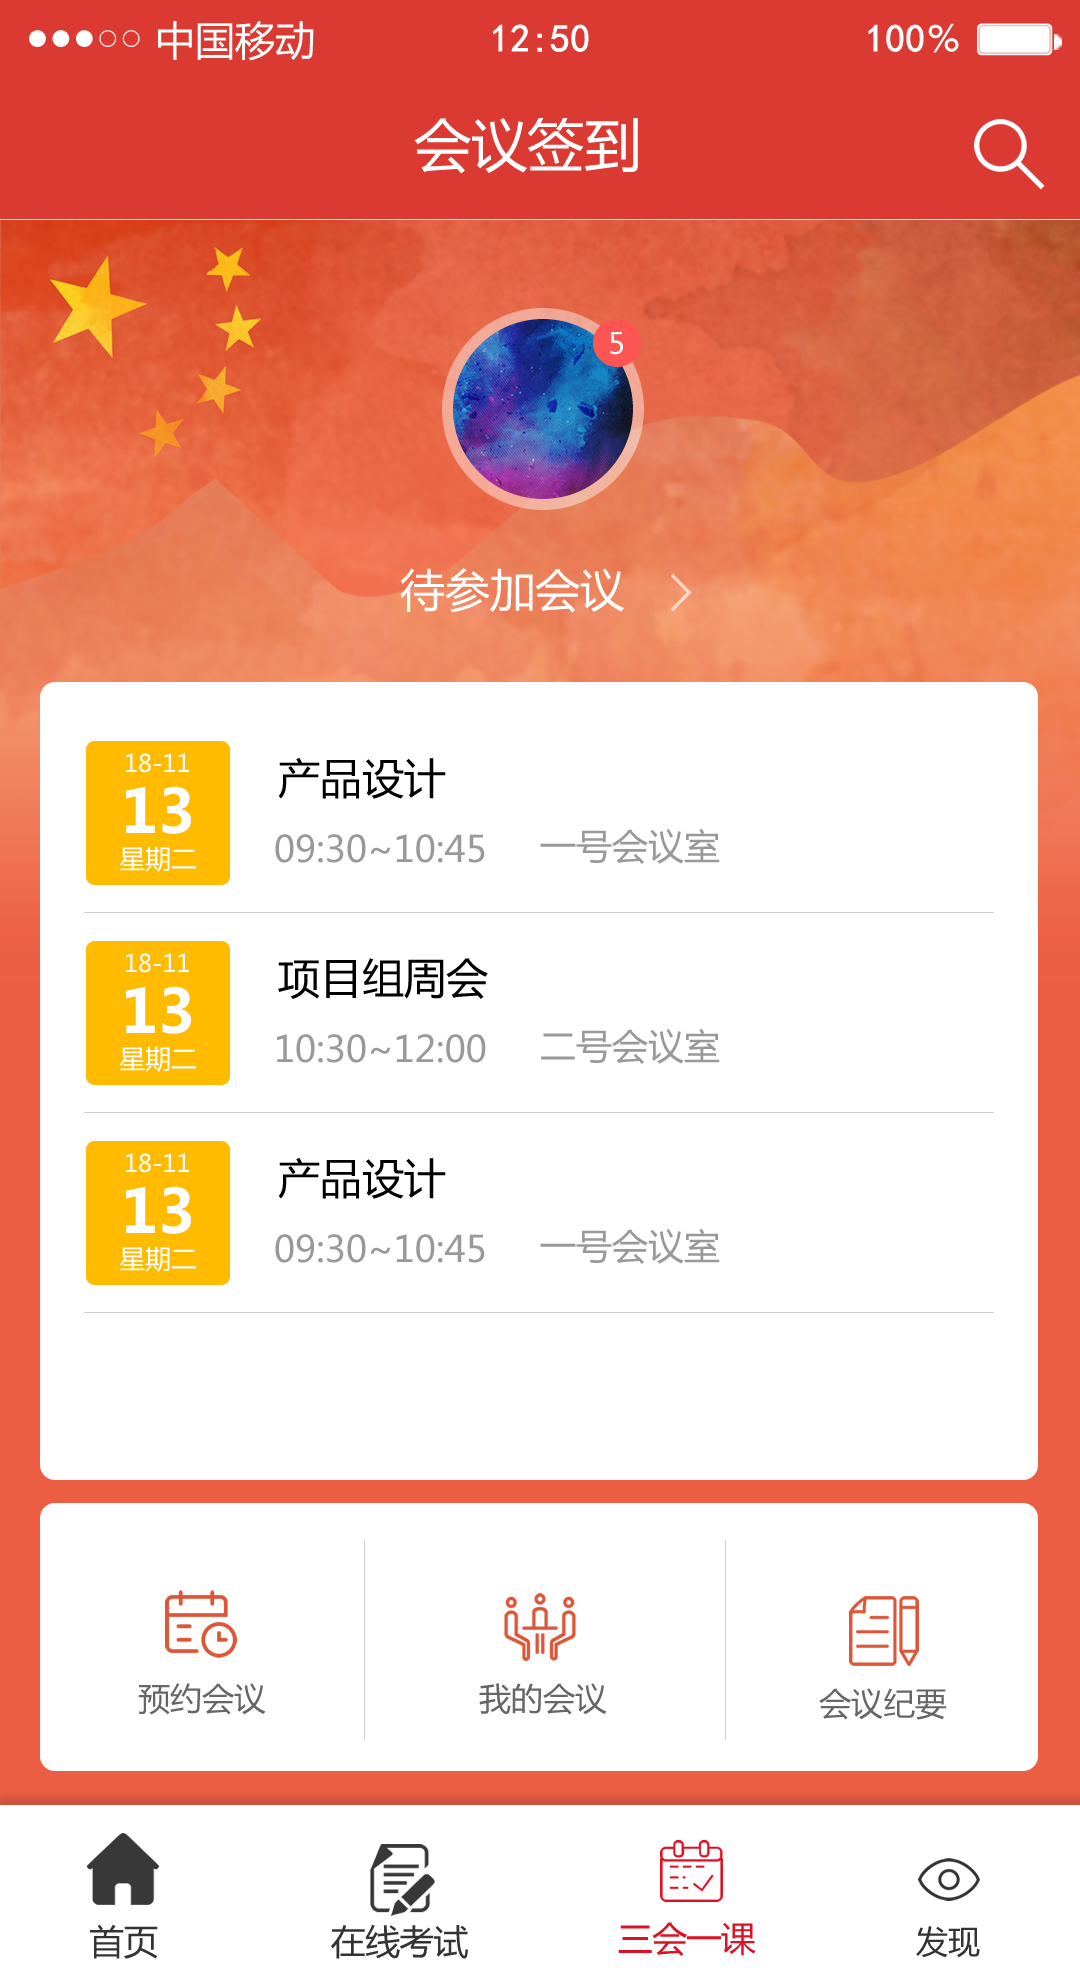 中国移动 12:50 100%
会议签到
5
待参加会议
18-11
13
星期二
产品设计
09:30~10:45 一号会议室
18-11
13
星期二
项目组周会
10:30~12:00 二号会议室
18-11
13
星期二
产品设计
09:30~10:45 一号会议室
预约会议 我的会议 会议纪要
首页 在线考试 三会一课 发现